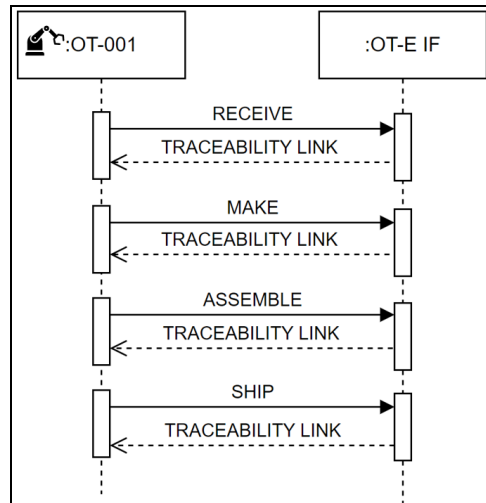 :OT-001
:OT-E IF
RECEIVE
TRACEABILITY LINK
MAKE
TRACEABILITY LINK
ASSEMBLE
TRACEABILITY LINK
SHIP
TRACEABILITY LINK